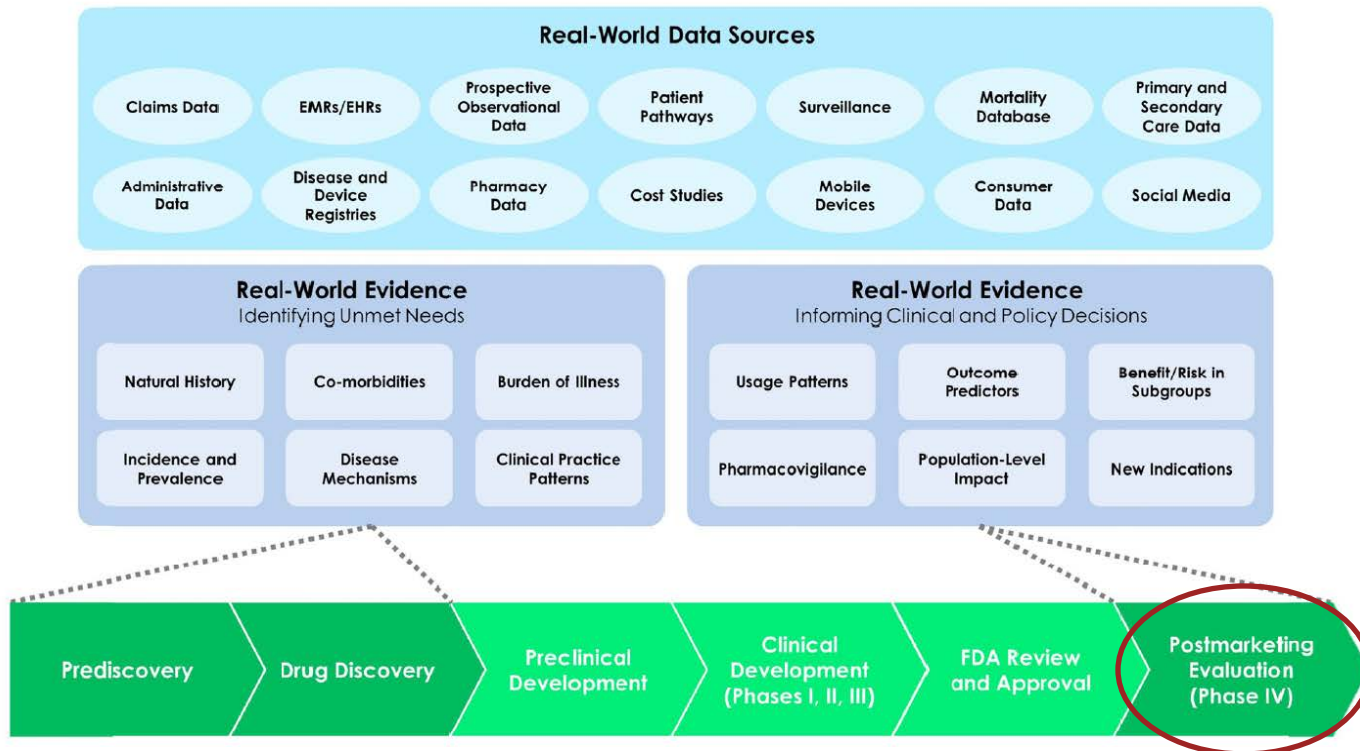 Real-World Data Sources
Claims Data
EMRs/EHRs
Prospective
Observational
Data
Patient
Pathways
Surveillance
Mortality
Database
Primary and
Secondary
Care Data
Administrative
Data
Disease and
Device
Registries
Pharmacy
Data
Cost Studies
Mobile
Devices
Consumer
Data
Social Media
Real-World Evidence
Identifying Unmet Needs
Natural History
Co-morbidities
Burden of Illness
Incidence and
Prevalence
Disease
Mechanisms
Clinical Practice
Patterns
Real-World Evidence
Informing Clinical and Policy Decisions
Usage Patterns
Outcome
Predictors
Benefit/Risk in
Subgroups
Pharmacovigilance
Population-Level
Impact
New Indications
Prediscovery
Drug Discovery
Preclinical
Development
Clinical
Development
(Phases I, II, III)
FDA Review
and Approval
Postmarketing
Evaluation
(Phase IV)